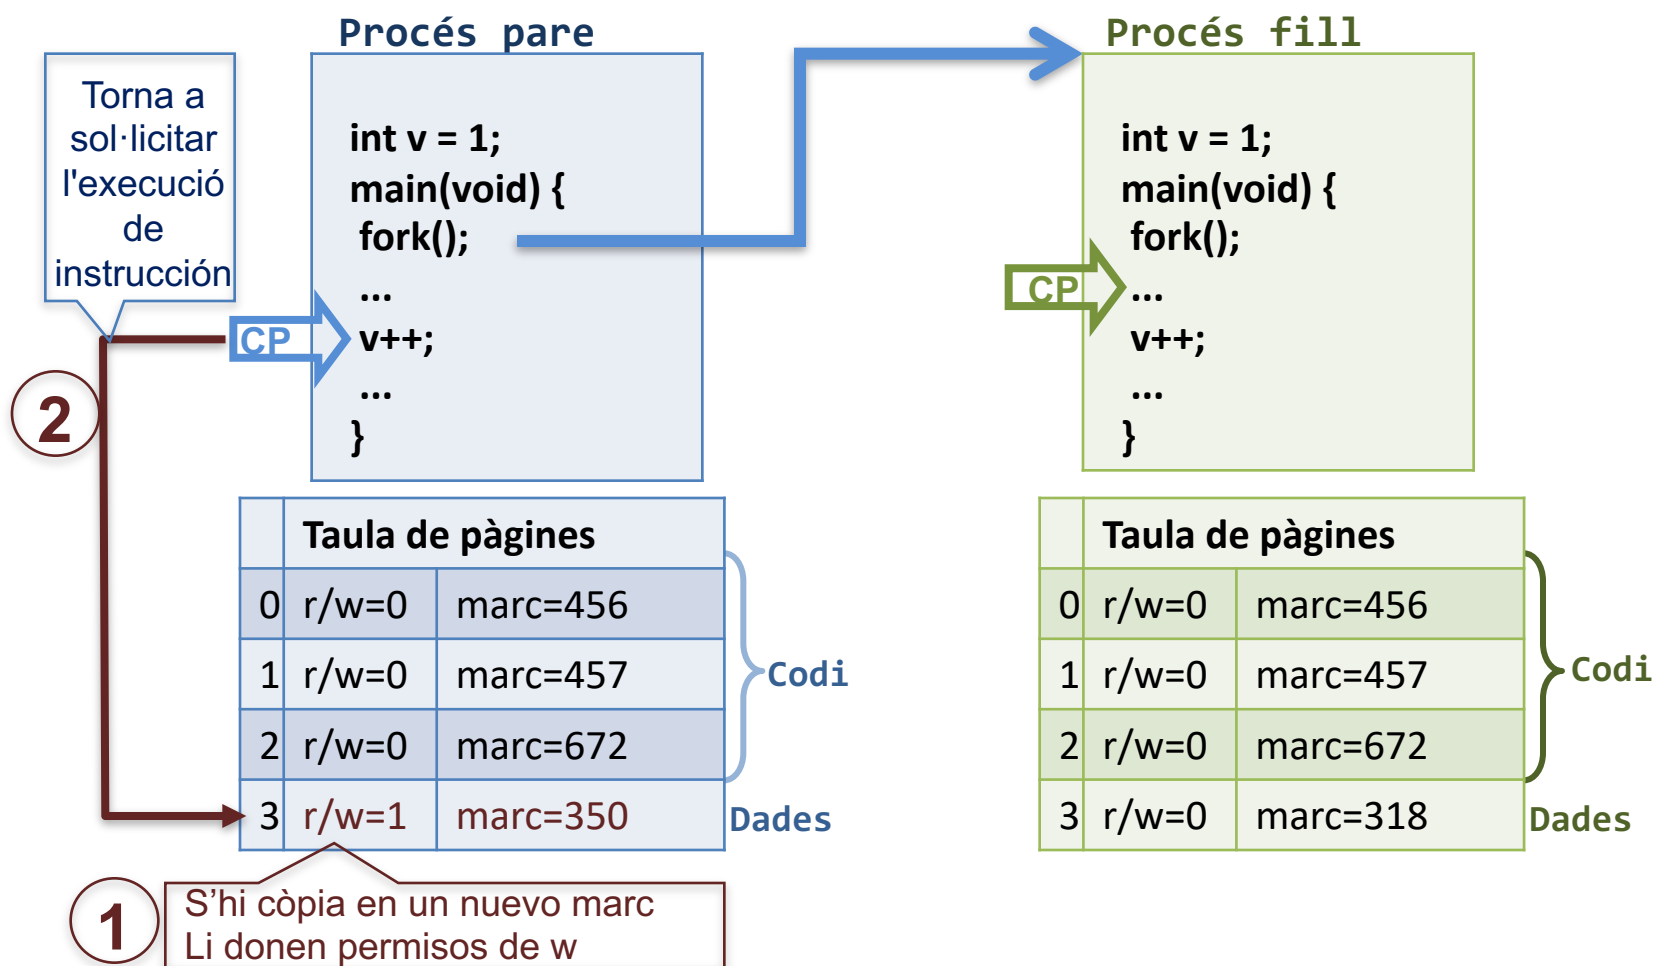 Procés pare
Torna a
sol·licitar
l'execució
de
instrucción
int v = 1;
main(void) {
fork();
...
CP
v++;
...
}
2
Taula de pàgines
0 r/w=0 marc=456
1 r/w=0 marc=457
2 r/w=0 marc=672
3 r/w=1 marc=350
Codi
Dades
1
S'hi còpia en un nuevo marc
Li donen permisos de w
Procés fill
int v = 1;
main(void) {
fork();
CP
...
v++;
...
}
Taula de pàgines
0 r/w=0 marc=456
1 r/w=0 marc=457
2 r/w=0 marc=672
3 r/w=0 marc=318
Codi
Dades